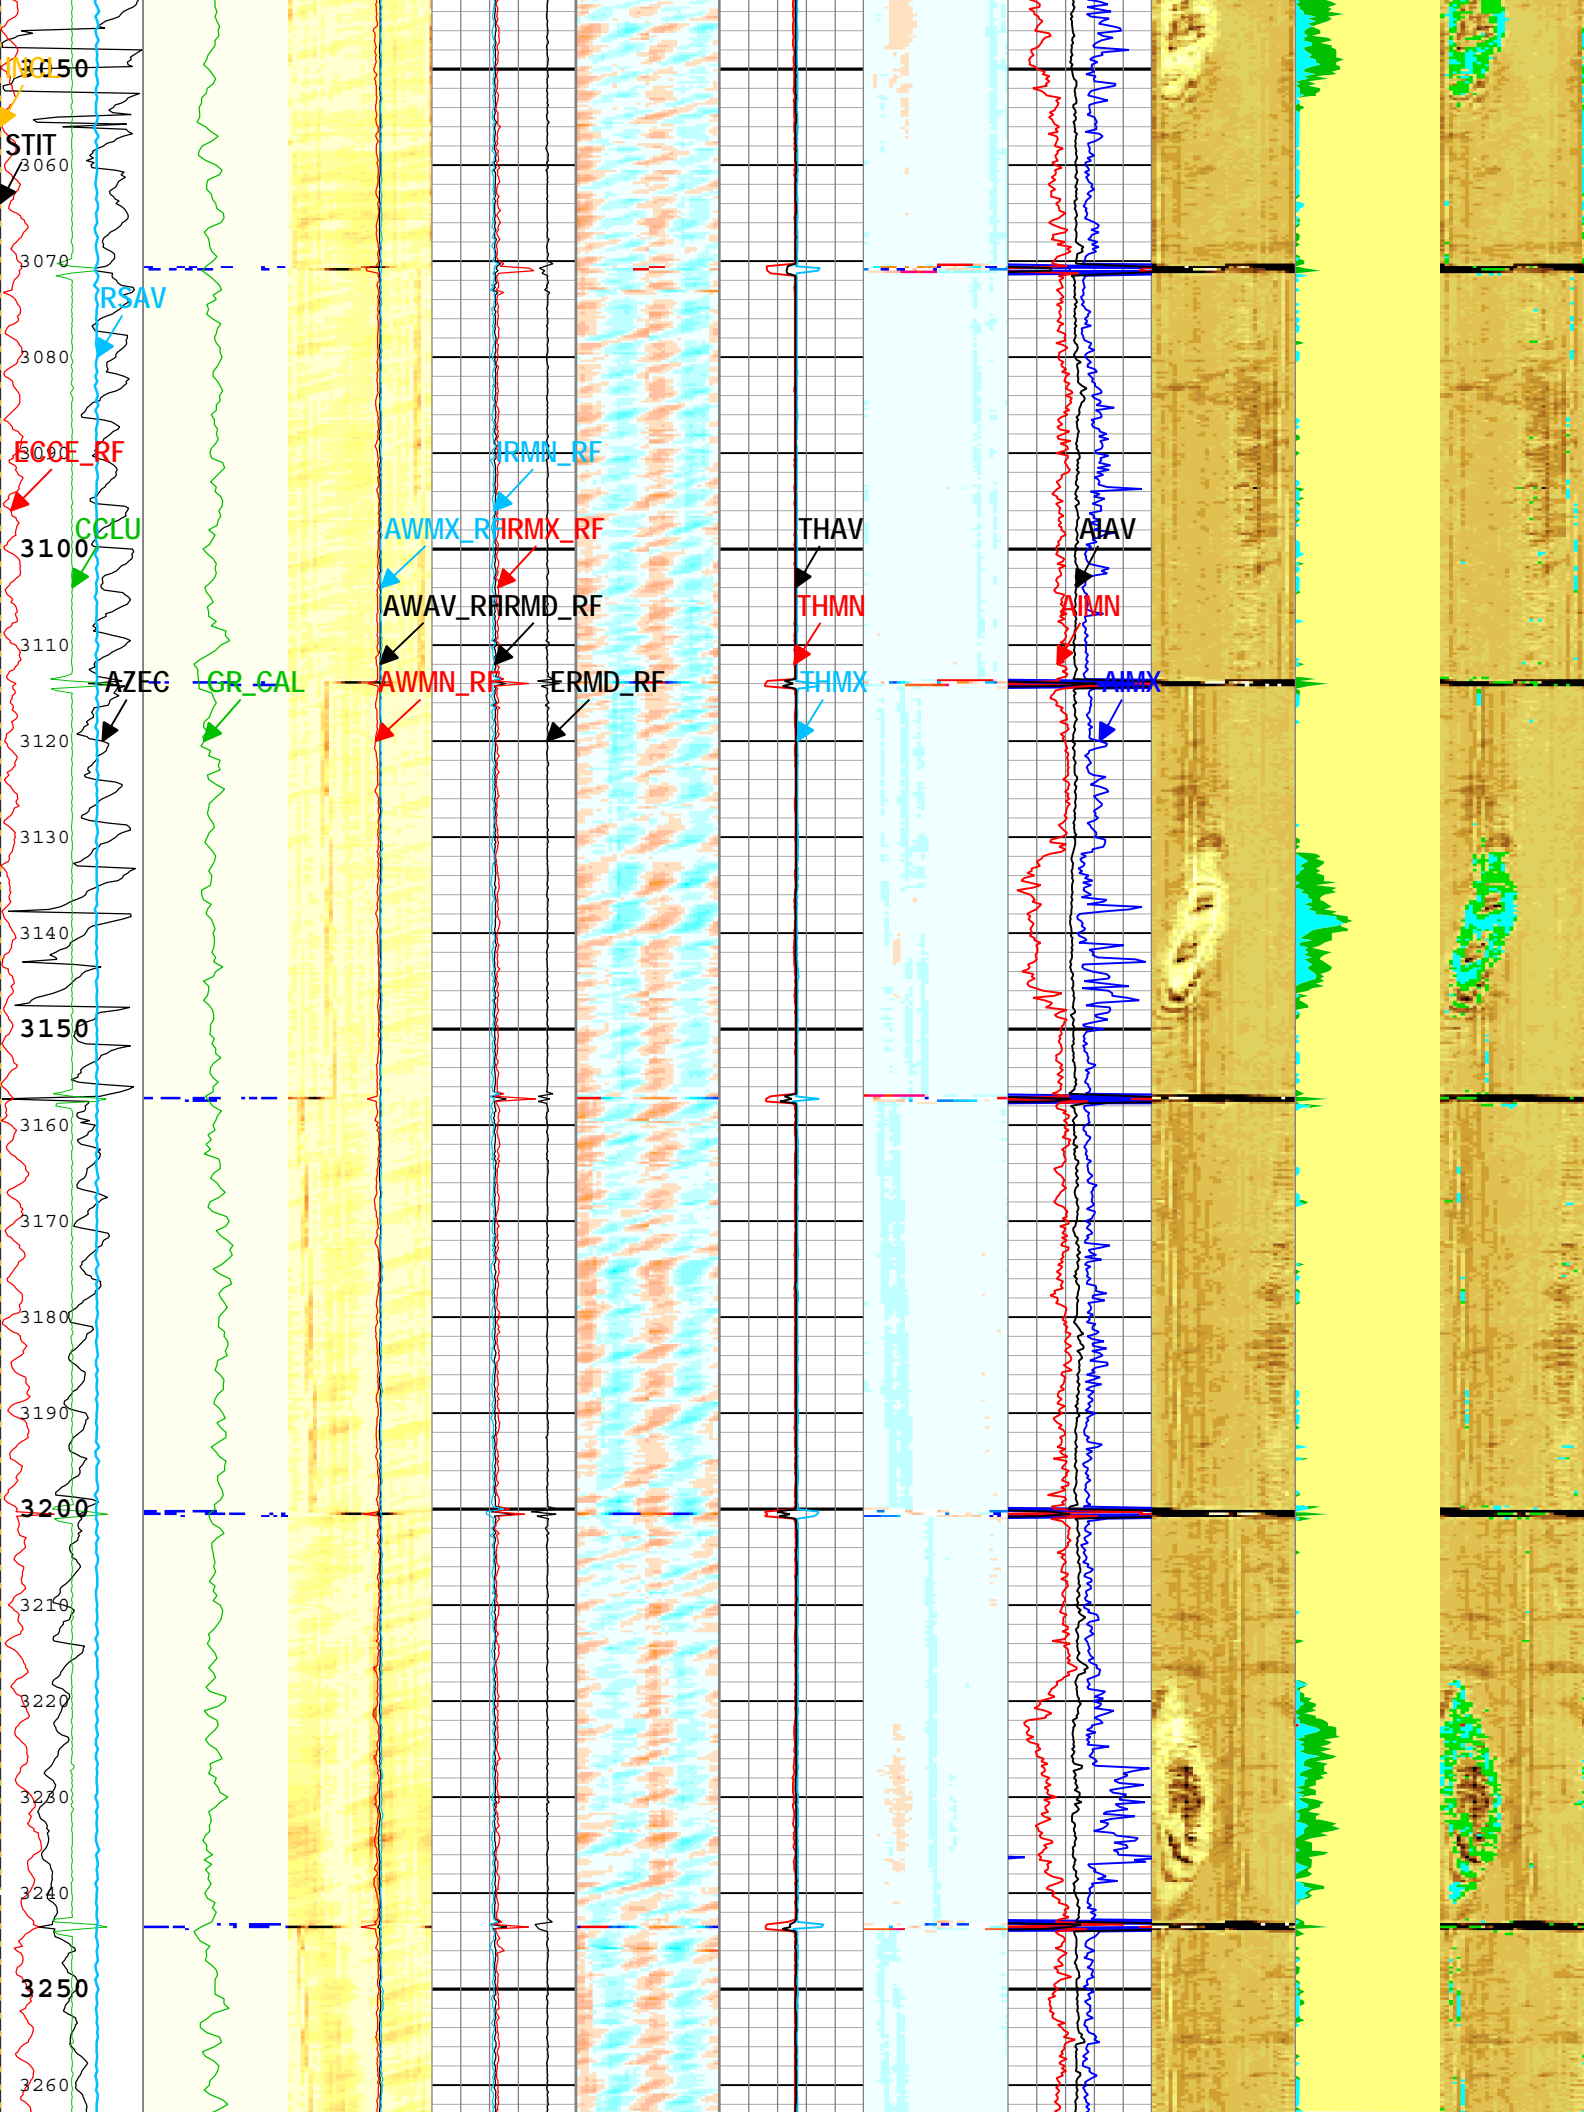 3050
INCL
STIT
3060
3070
RSAV
3080
ECCE_RF
3090
IRMN_RF
CCLU
AWMX_RF
IRMX_RF
THAV
AIAV
3100
AWAV_RF
IRMD_RF
THMN
AIMN
3110
AZEC
GR_CAL
AWMN_RF
ERMD_RF
THMX
AIMX
3120
3130
3140
3150
3160
3170
3180
3190
3200
3210
3220
3230
3240
3250
3260